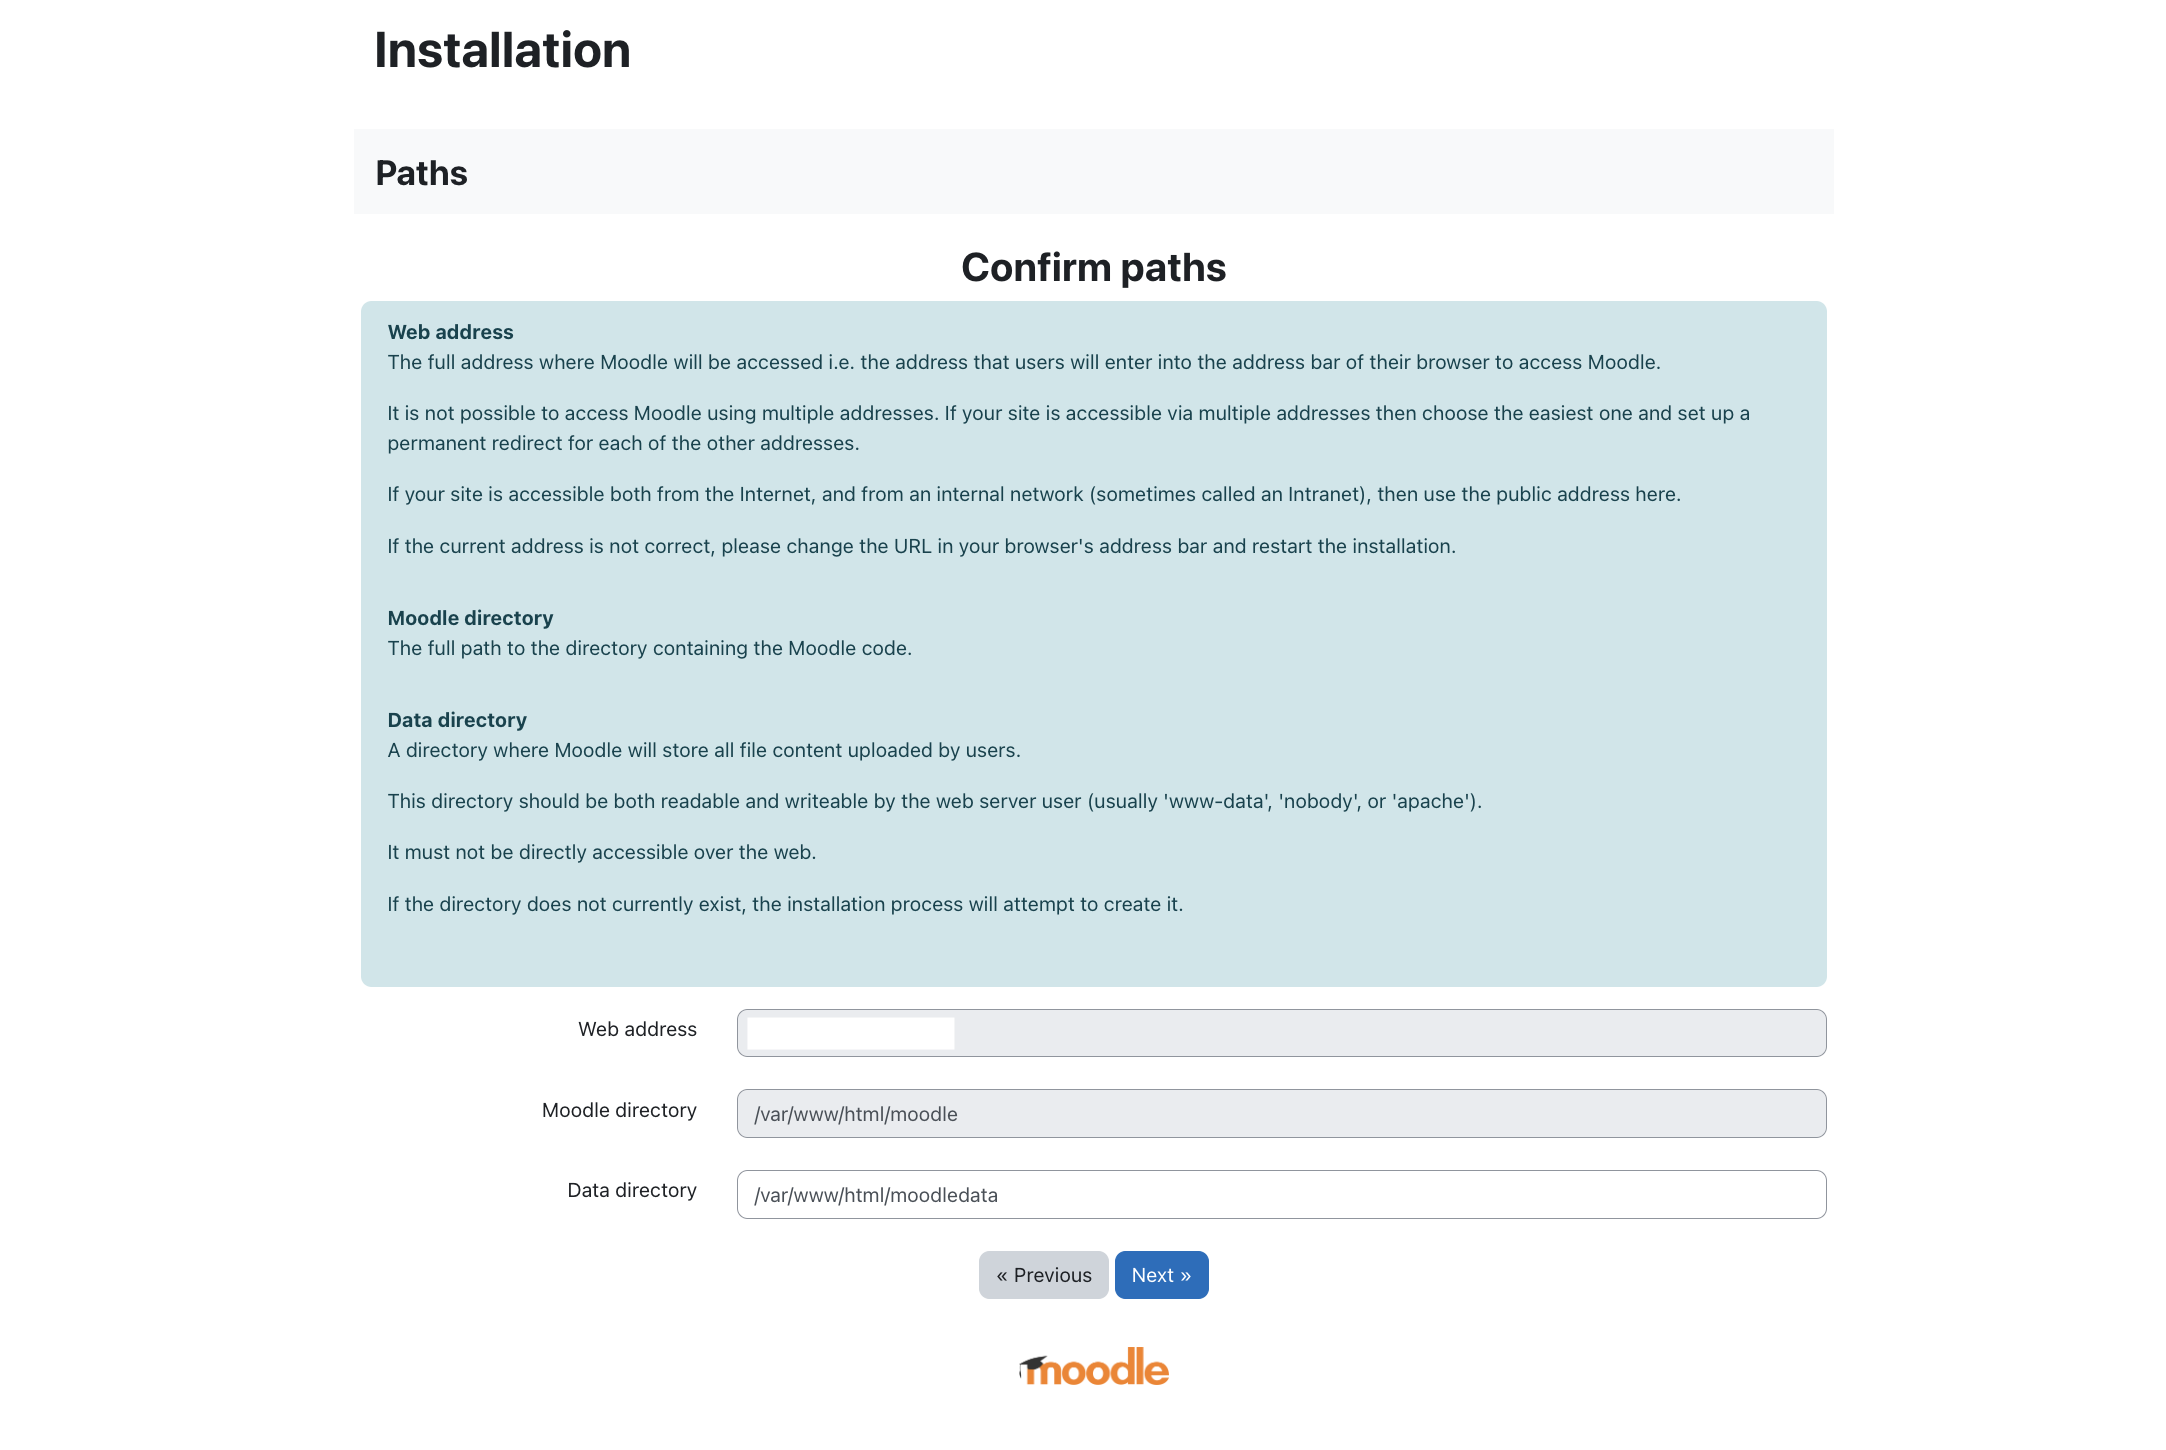 Installation
Paths
Confirm paths
Web address
The full address where Moodle will be accessed i.e. the address that users will enter into the address bar of their browser to access Moodle.
It is not possible to access Moodle using multiple addresses. If your site is accessible via multiple addresses then choose the easiest one and set up a
permanent redirect for each of the other addresses.
If your site is accessible both from the Internet, and from an internal network (sometimes called an Intranet), then use the public address here.
If the current address is not correct, please change the URL in your browser's address bar and restart the installation.
Moodle directory
The full path to the directory containing the Moodle code.
Data directory
A directory where Moodle will store all file content uploaded by users.
This directory should be both readable and writeable by the web server user (usually 'www-data', 'nobody', or 'apache').
It must not be directly accessible over the web.
If the directory does not currently exist, the installation process will attempt to create it.
Web address
Moodle directory /var/www/html/moodle
Data directory /var/www/html/moodledata
« Previous Next »
moodle